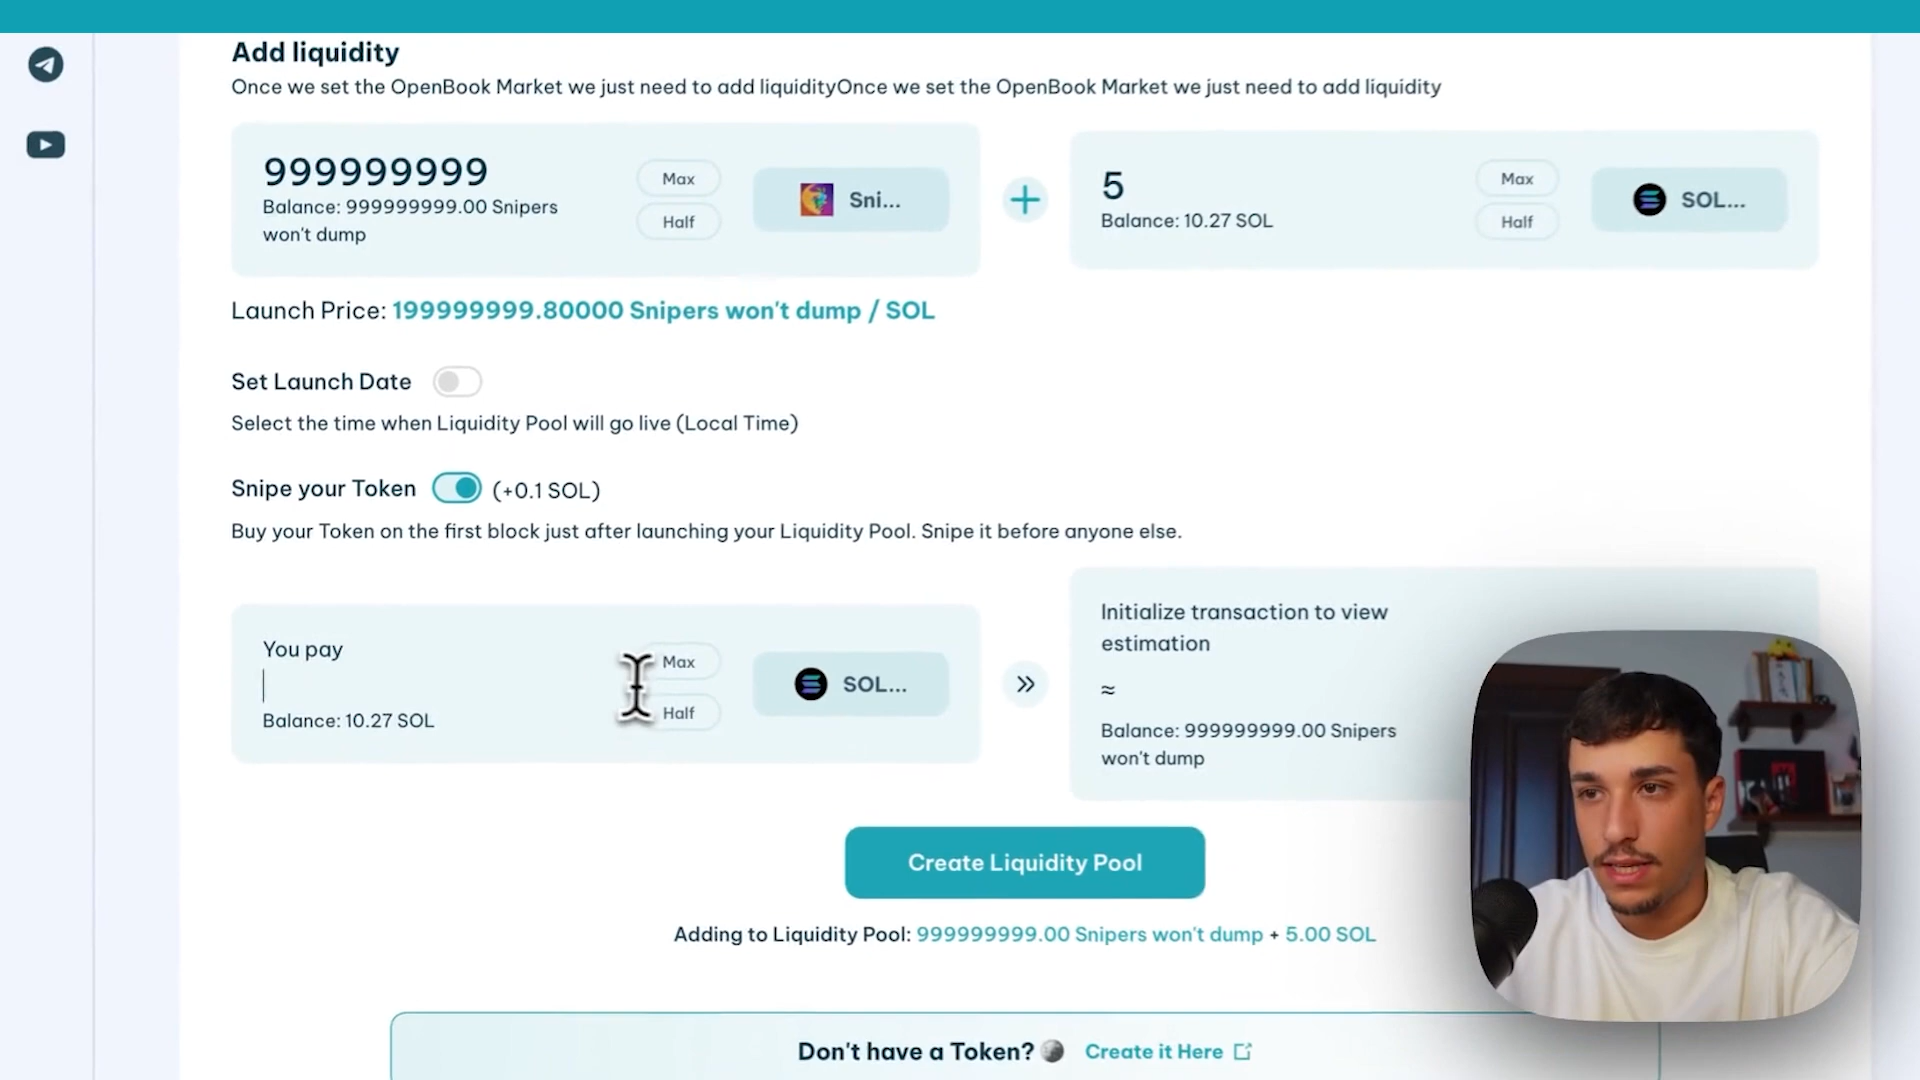 Add liquidity
Once we set the OpenBook Market we just need to add liquidityOnce we set the OpenBook Market we just need to add liquidity
999999999
Balance: 999999999.00 Snipers
won't dump
Max
Half
Sni...
5
Balance: 10.27 SOL
Max
Half
SOL...
Launch Price: 199999999.80000 Snipers won't dump / SOL
Set Launch Date
Select the time when Liquidity Pool will go live (Local Time)
Snipe your Token (+0.1 SOL)
Buy your Token on the first block just after launching your Liquidity Pool. Snipe it before anyone else.
You pay
Balance: 10.27 SOL
Max
Half
SOL...
Initialize transaction to view
estimation
≈
Balance: 999999999.00 Snipers
won't dump
Create Liquidity Pool
Adding to Liquidity Pool: 999999999.00 Snipers won't dump + 5.00 SOL
Don't have a Token? Create it Here